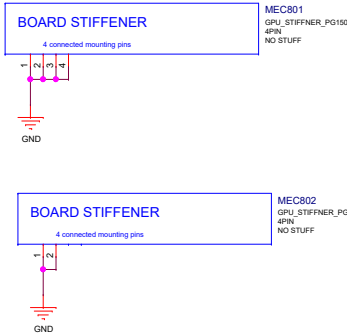 MEC801
BOARD STIFFENER
GPU_STIFFNER_PG150
4PIN
NO STUFF
4 connected mounting pins
1
2
3
4
GND
MEC802
BOARD STIFFENER
GPU_STIFFNER_PG
4PIN
NO STUFF
4 connected mounting pins
1
2
GND